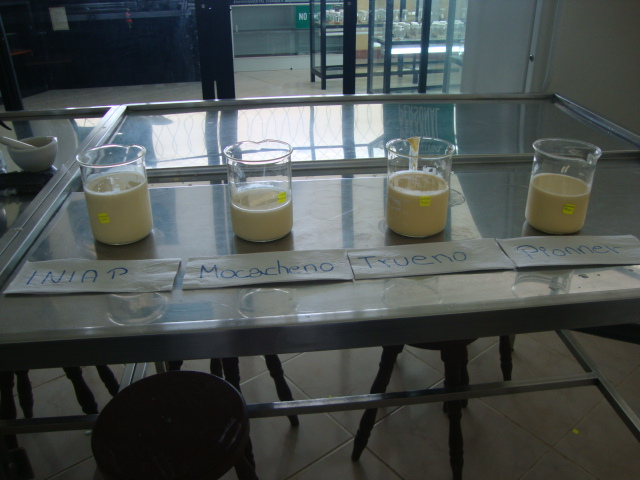 NO
INIAP
Mocacheno
Trueno
Pionner